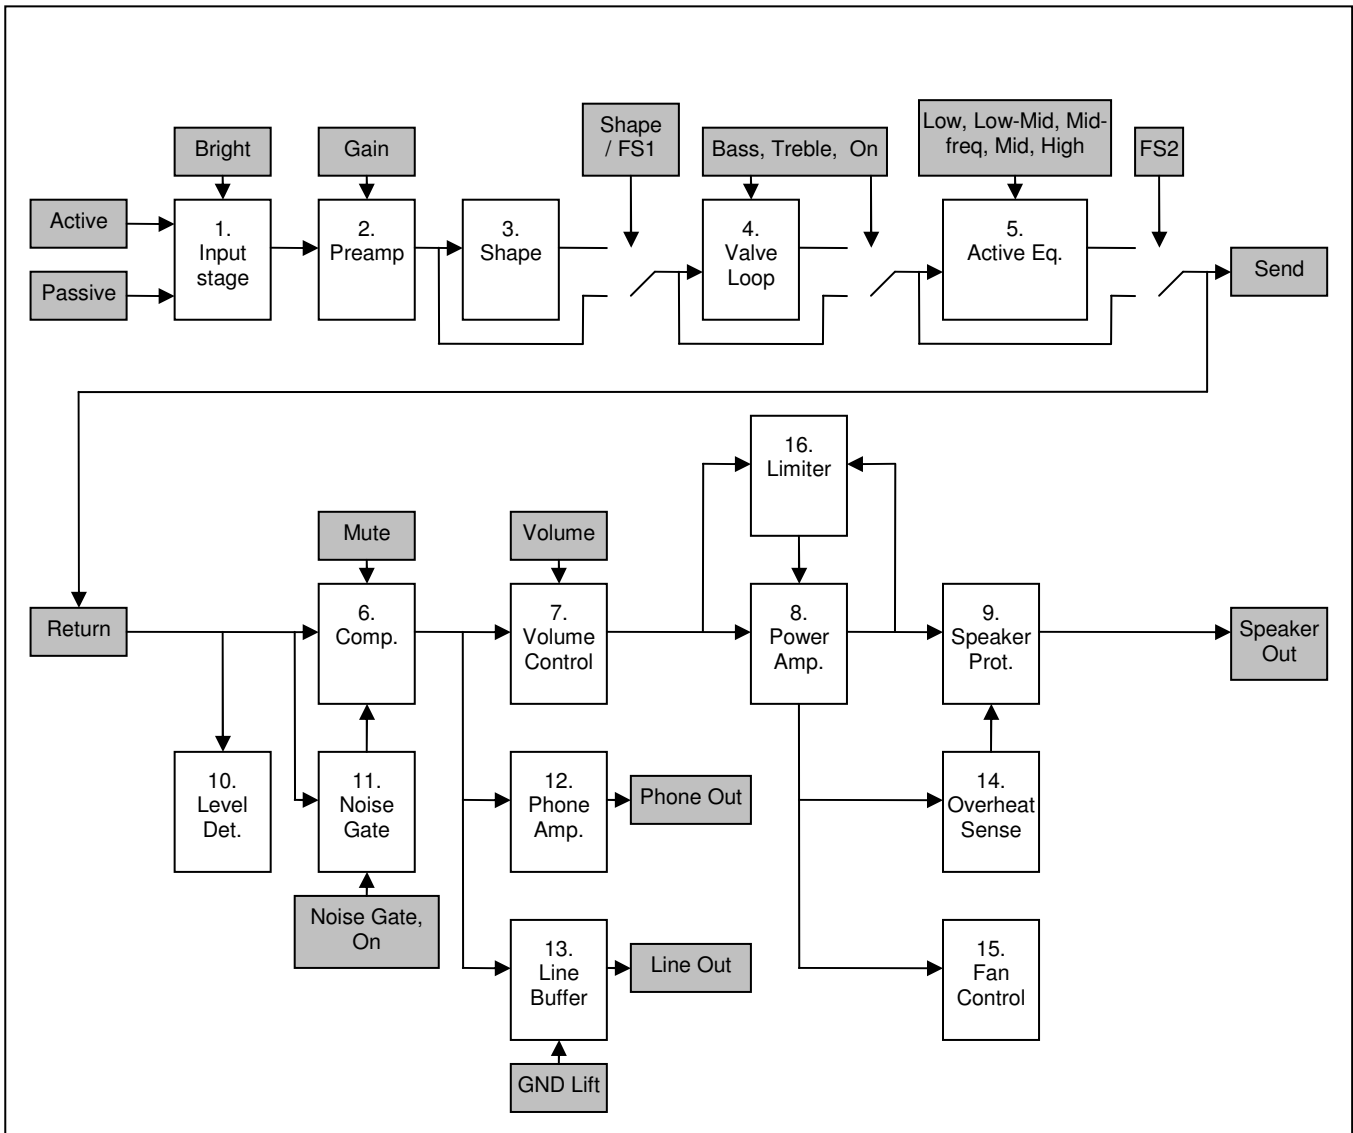 Shape
/ FS1
Low, Low-Mid, Mid-
freq, Mid, High
Bright
Gain
Bass, Treble, On
FS2
Active
Passive
1.
Input
stage
2.
Preamp
3.
Shape
4.
Valve
Loop
5.
Active Eq.
Send
16.
Limiter
Mute
Volume
Return
6.
Comp.
7.
Volume
Control
8.
Power
Amp.
9.
Speaker
Prot.
Speaker
Out
10.
Level
Det.
11.
Noise
Gate
12.
Phone
Amp.
Phone Out
14.
Overheat
Sense
Noise Gate,
On
13.
Line
Buffer
Line Out
15.
Fan
Control
GND Lift